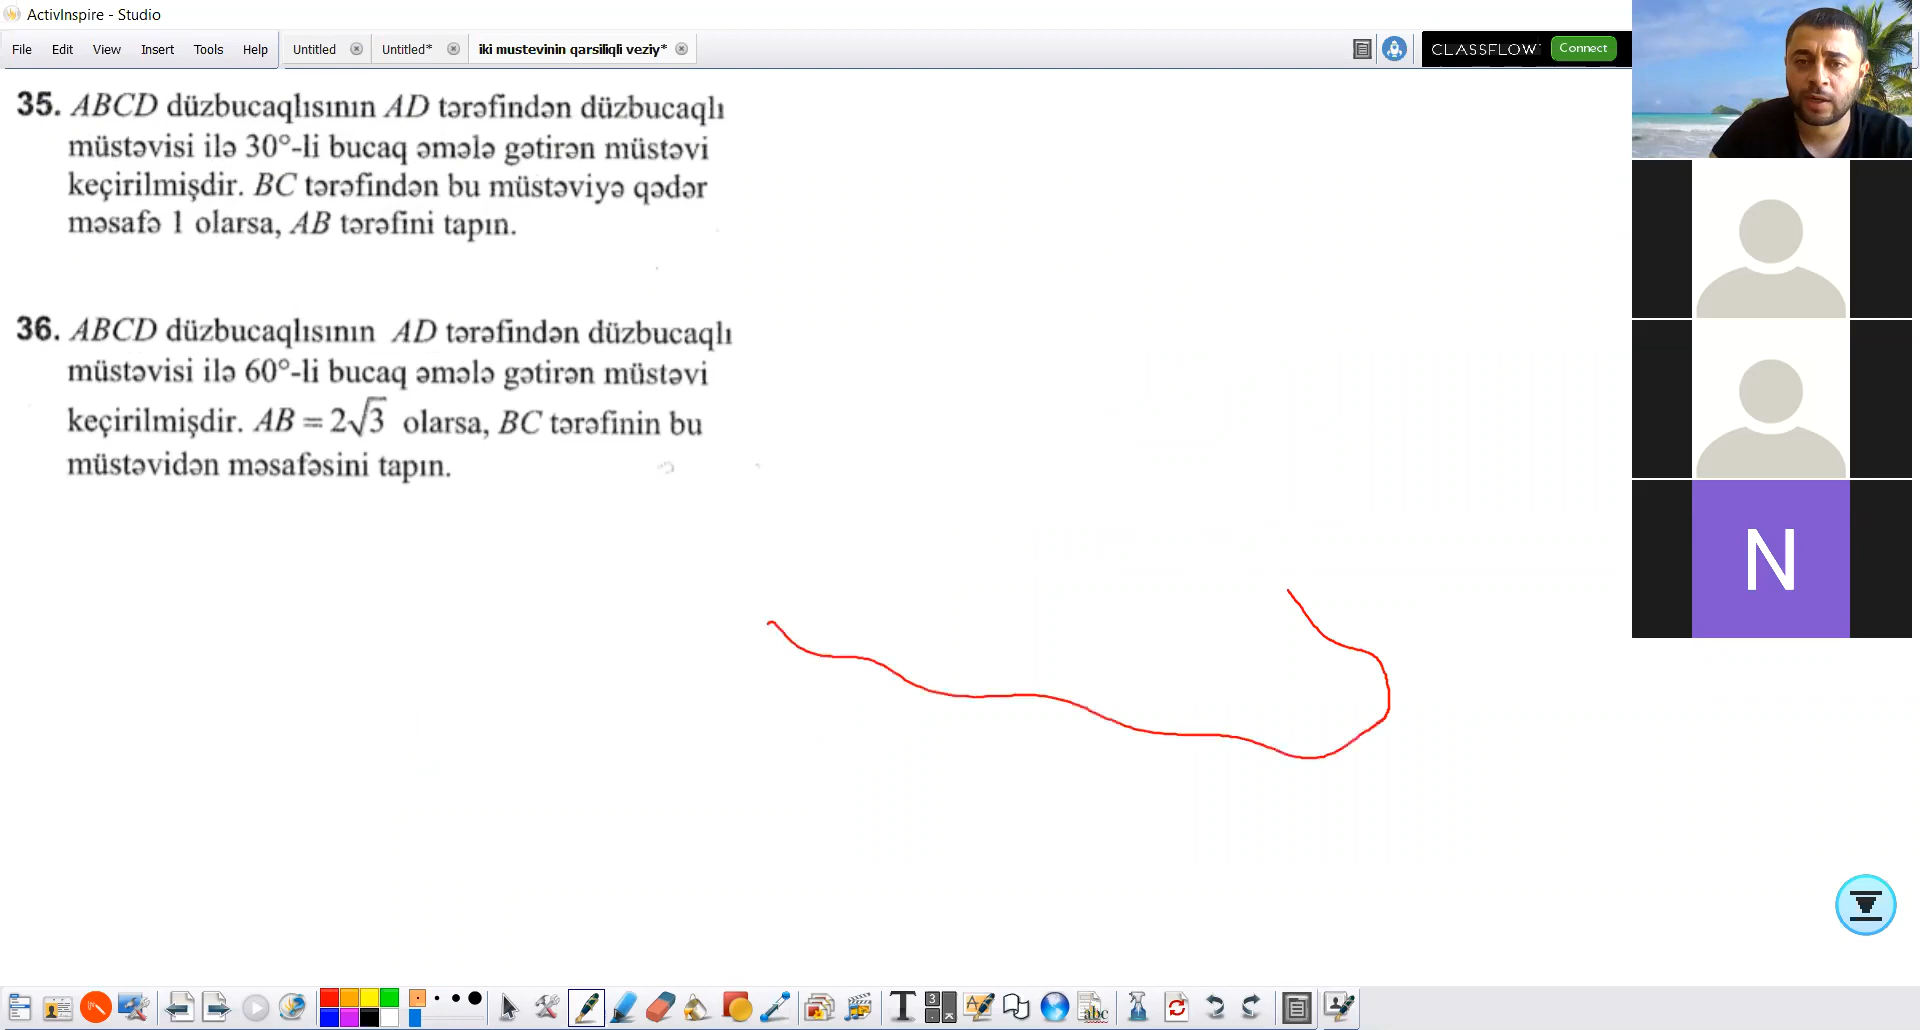 ActivInspire - Studio
File Edit View Insert Tools Help
Untitled
Untitled*
iki mustevinin qarsiliqli veziy*
CLASSFLOW
Connect
35. ABCD düzbucaqlısının AD tərəfindən düzbucaqlı
müstəvisi ilə 30°-li bucaq əmələ gətirən müstəvi
keçirilmişdir. BC tərəfindən bu müstəviyə qədər
məsafə 1 olarsa, AB tərəfini tapın.
36. ABCD düzbucaqlısının AD tərəfindən düzbucaqlı
müstəvisi ilə 60°-li bucaq əmələ gətirən müstəvi
keçirilmişdir. AB = 2√3 olarsa, BC tərəfinin bu
müstəvidən məsafəsini tapın.
N
T
abc